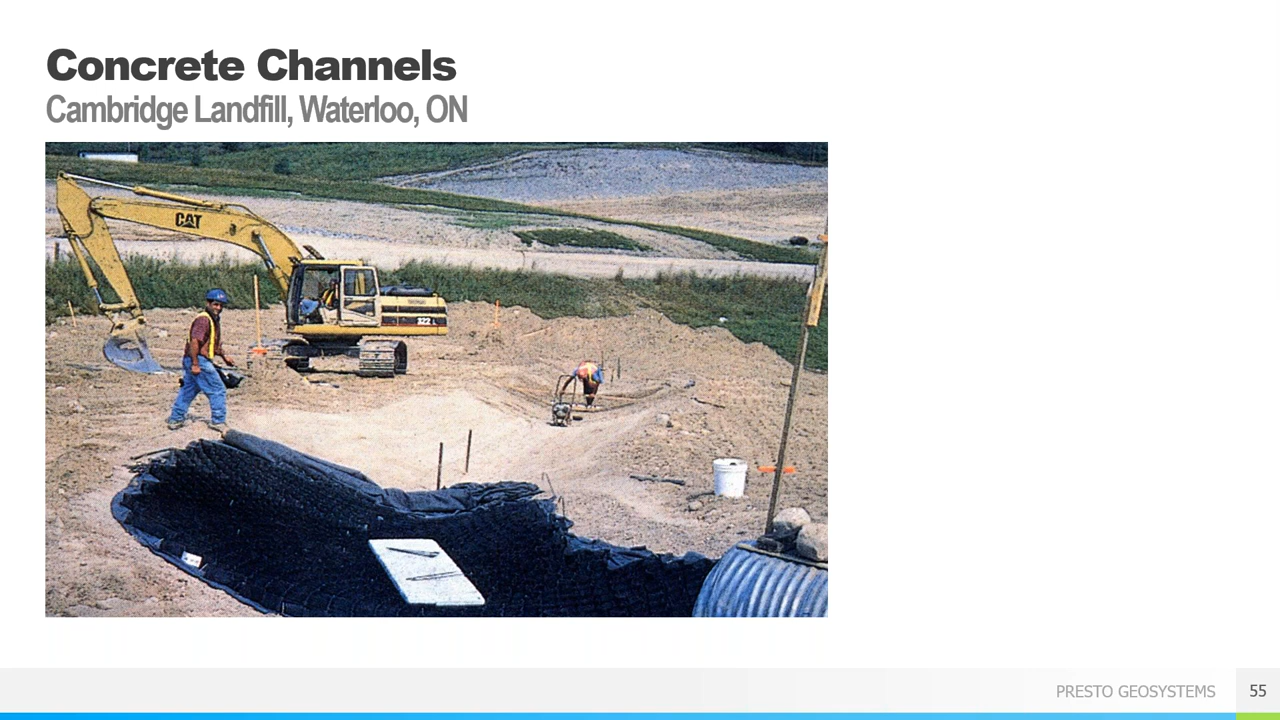 Concrete Channels
Cambridge Landfill, Waterloo, ON
CAT
322 L
PRESTO GEOSYSTEMS
55